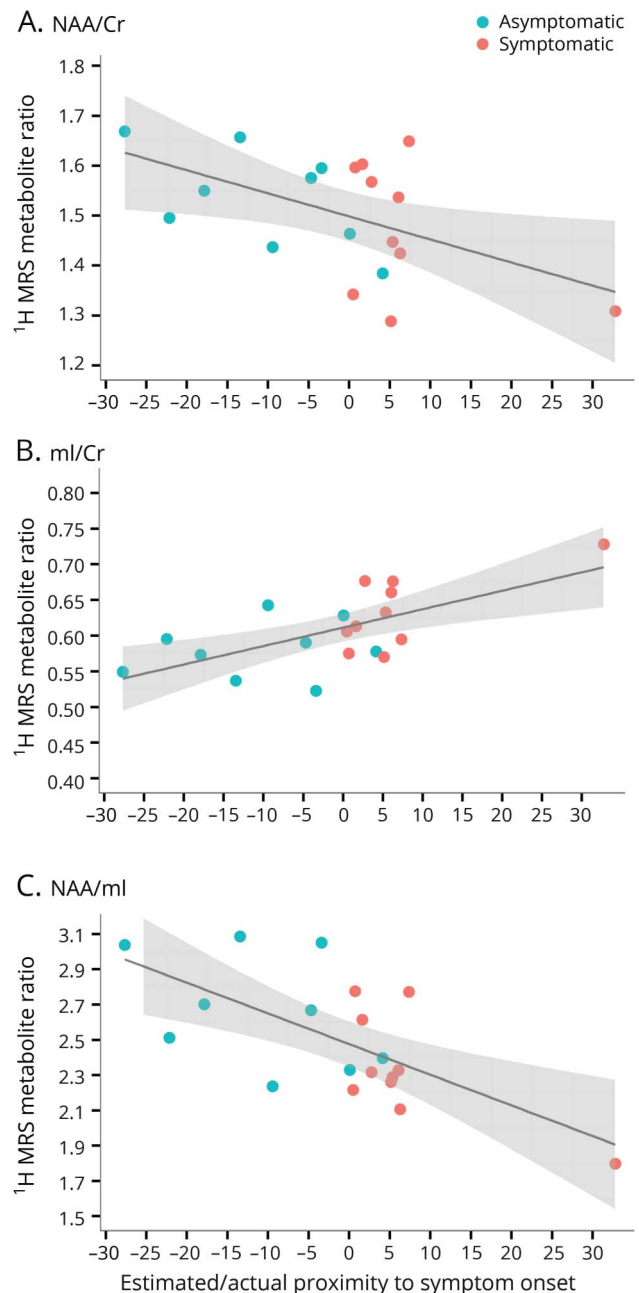 A. NAA/Cr
Asymptomatic
Symptomatic
¹H MRS metabolite ratio
1.8
1.7
1.6
1.5
1.4
1.3
1.2
−30 −25 −20 −15 −10 −5 0 5 10 15 20 25 30
B. ml/Cr
¹H MRS metabolite ratio
0.80
0.75
0.70
0.65
0.60
0.55
0.50
0.45
0.40
−30 −25 −20 −15 −10 −5 0 5 10 15 20 25 30
C. NAA/ml
¹H MRS metabolite ratio
3.1
2.9
2.7
2.5
2.3
2.1
1.9
1.7
1.5
−30 −25 −20 −15 −10 −5 0 5 10 15 20 25 30
Estimated/actual proximity to symptom onset